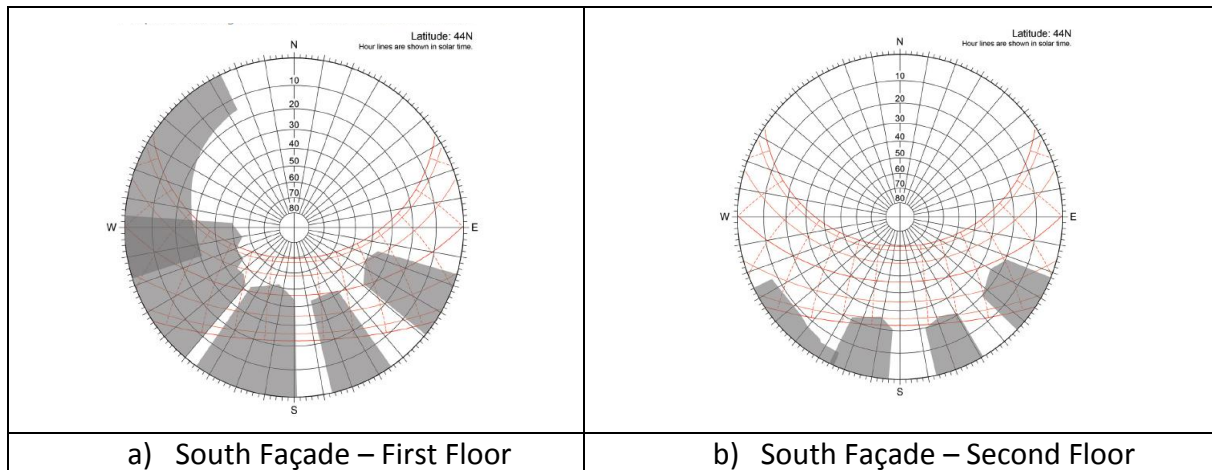 Latitude: 44N
Hour lines are shown in solar time.
N
10
20
30
40
50
60
70
80
W
E
S
a) South Façade – First Floor
Latitude: 44N
Hour lines are shown in solar time.
N
10
20
30
40
50
60
70
80
W
E
S
b) South Façade – Second Floor